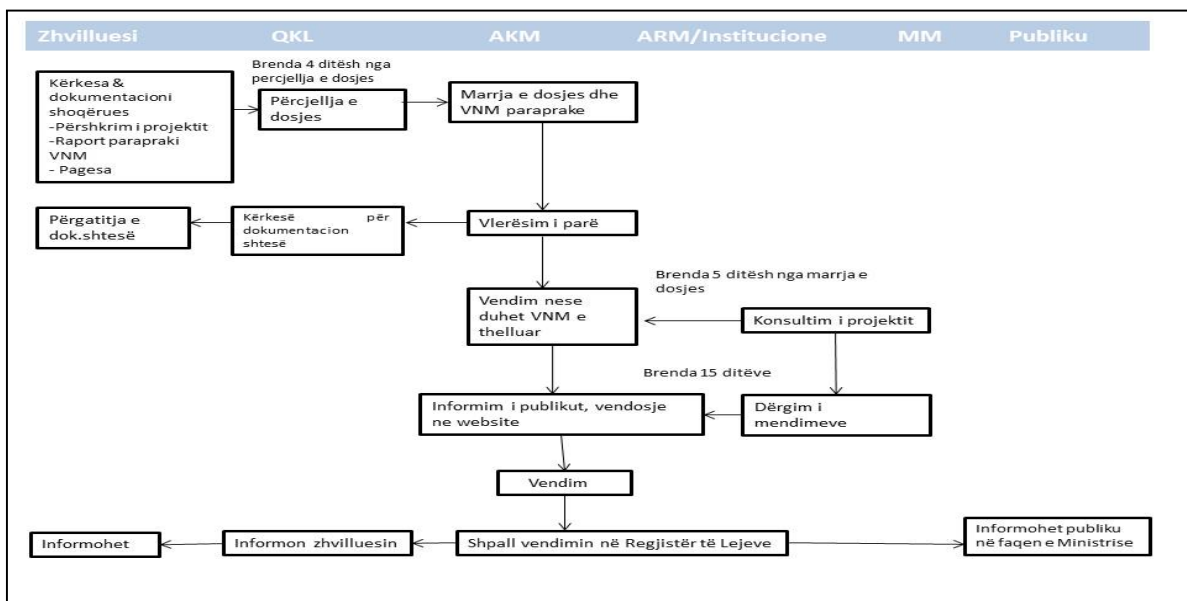 Zhvilluesi QKL AKM ARM/Institucione MM Publiku
Brenda 4 ditësh nga
percjellja e dosjes
Kërkesa &
dokumentacioni
shoqërues
-Përshkrim i projektit
-Raport parapraki
VNM
- Pagesa
Përcjellja e
dosjes
Marrja e dosjes dhe
VNM paraprake
Përgatitja e
dok.shtesë
Kërkesë për
dokumentacion
shtesë
Vlerësim i parë
Brenda 5 ditësh nga marrja e
dosjes
Vendim nese
duhet VNM e
thelluar
Konsultim i projektit
Brenda 15 ditëve
Informim i publikut, vendosje
ne website
Dërgim i
mendimeve
Vendim
Informohet
Informon zhvilluesin
Shpall vendimin në Regjistër të Lejeve
Informohet publiku
në faqen e Ministrise